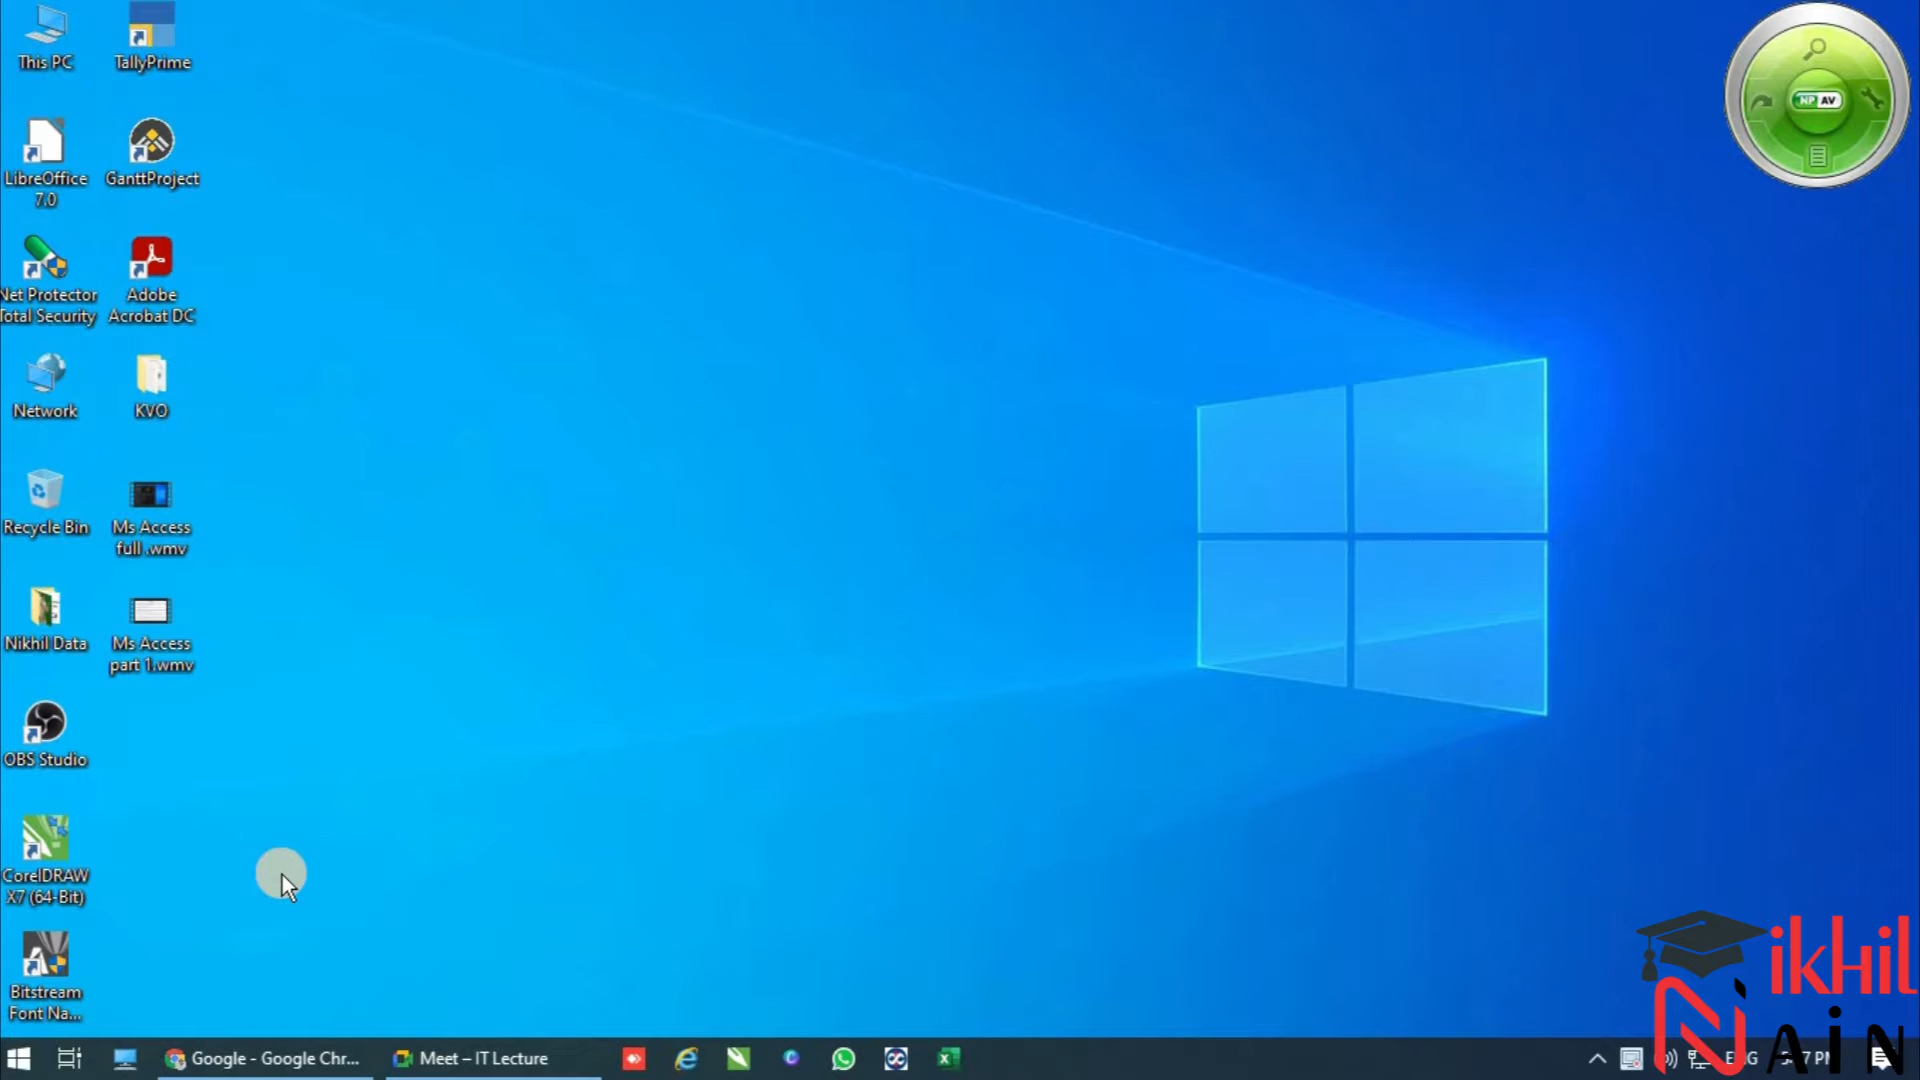 This PC
TallyPrime
LibreOffice
7.0
GanttProject
Net Protector
Total Security
Adobe
Acrobat DC
Network
KVO
Recycle Bin
Ms Access
full .wmv
Nikhil Data
Ms Access
part 1.wmv
OBS Studio
CorelDRAW
X7 (64-Bit)
Bitstream
Font Na...
NP AV
ikhil
N AiN
Google - Google Chr...
Meet – IT Lecture